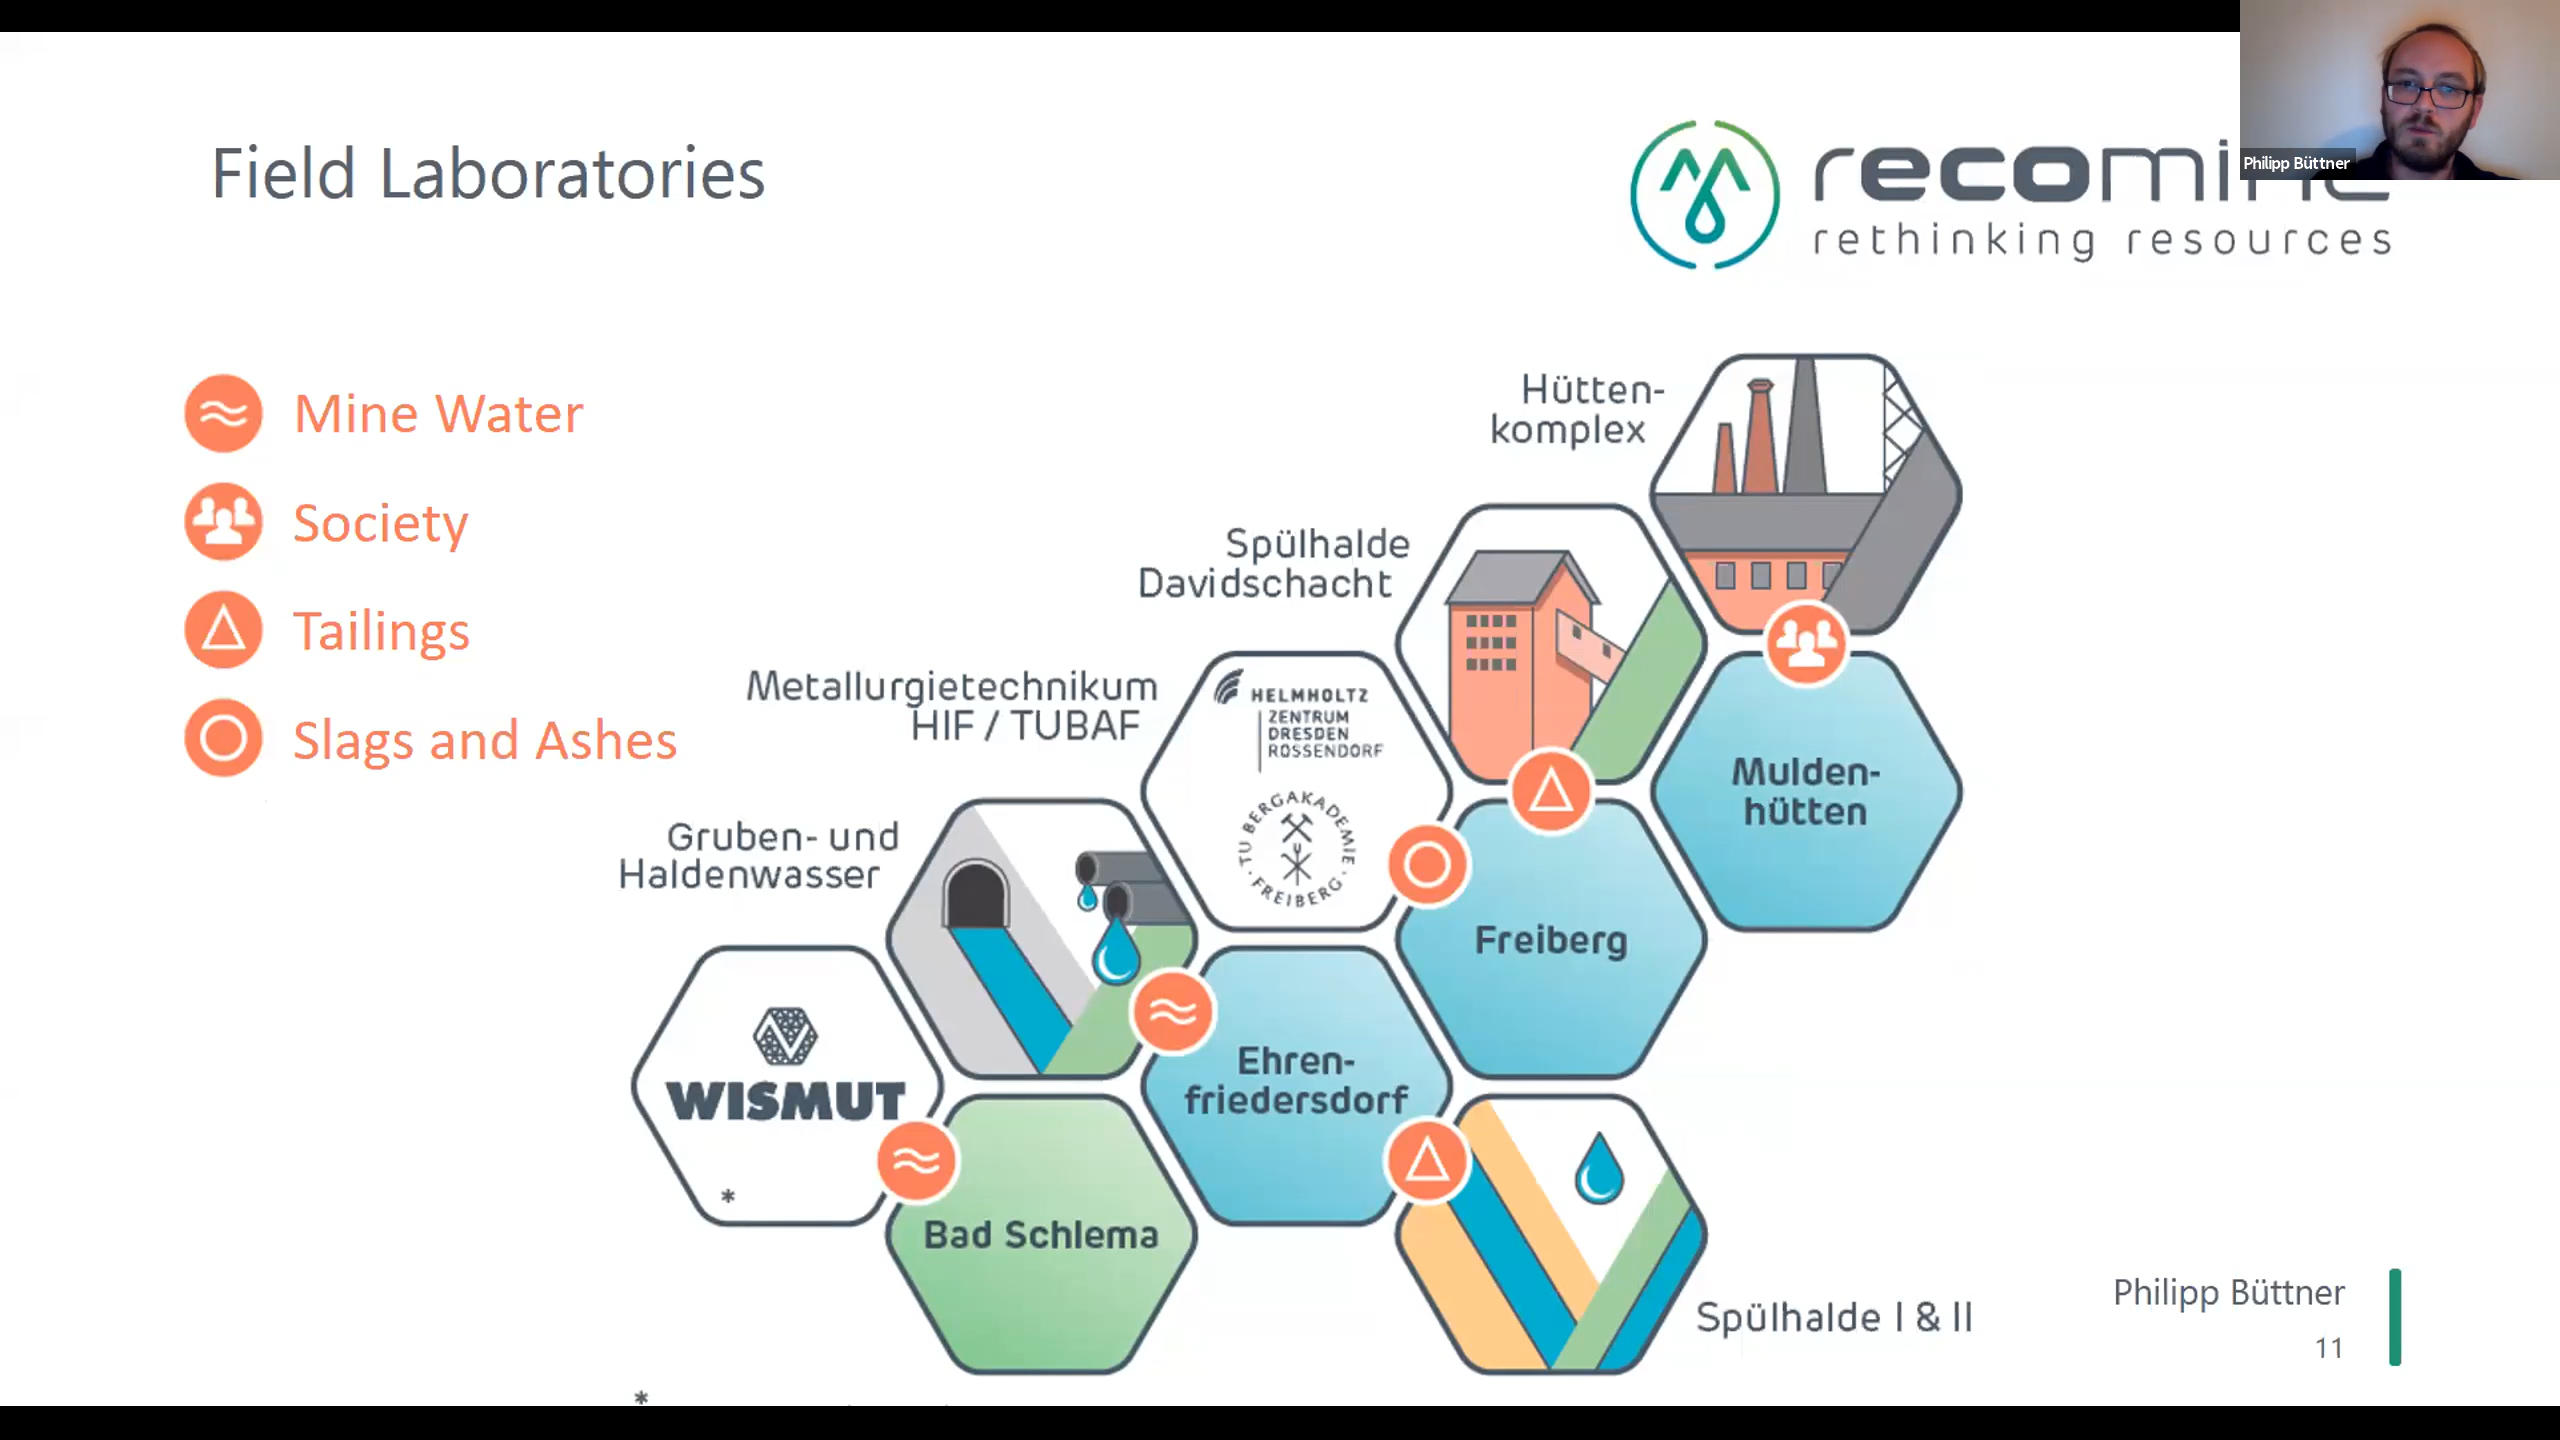 Field Laboratories
rethinking resources
Philipp Büttner
Mine Water
Society
Tailings
Slags and Ashes
Hütten-
komplex
Spülhalde
Davidschacht
Metallurgietechnikum
HIF / TUBAF
HELMHOLTZ
ZENTRUM
DRESDEN
ROSSENDORF
TU BERGAKADEMIE
· FREIBERG ·
Gruben- und
Haldenwasser
Mulden-
hütten
Freiberg
Ehren-
friedersdorf
WISMUT
*
Bad Schlema
Spülhalde I & II
Philipp Büttner
11
*